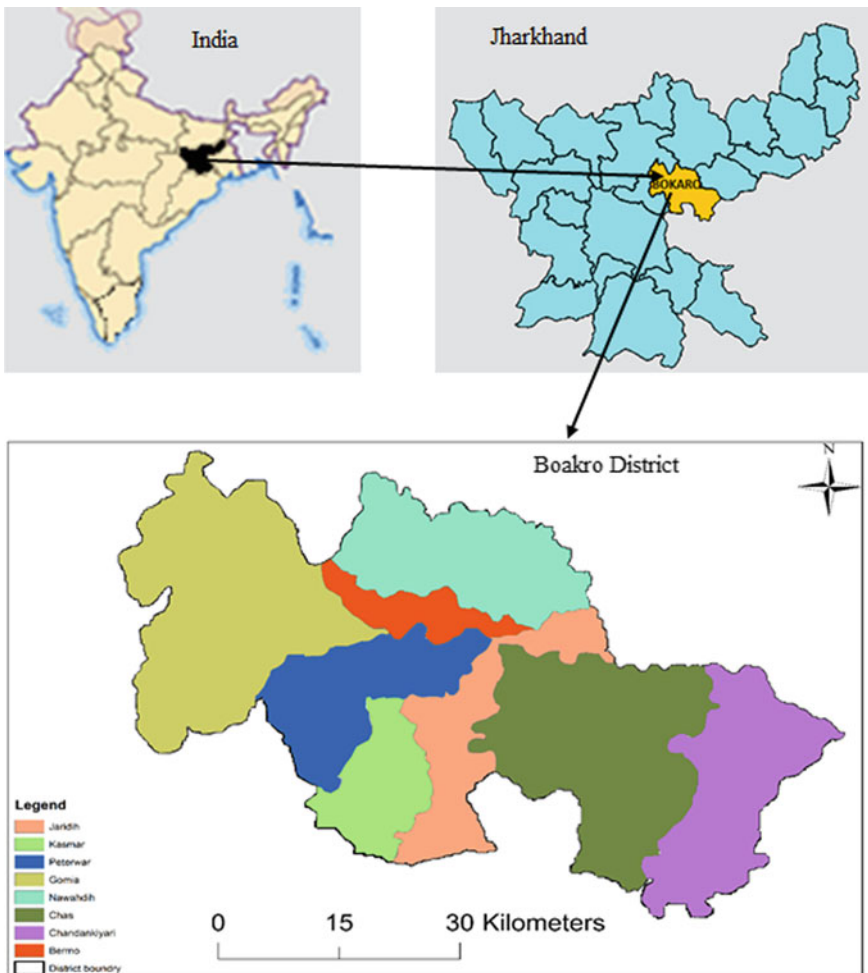 India
Jharkhand
BOKARO
Boakro District
N
Legend
Jaridih
Kasmar
Peterwar
Gomia
Nawahdih
Chas
Chandankiyari
Bermo
District boundry
0 15 30 Kilometers